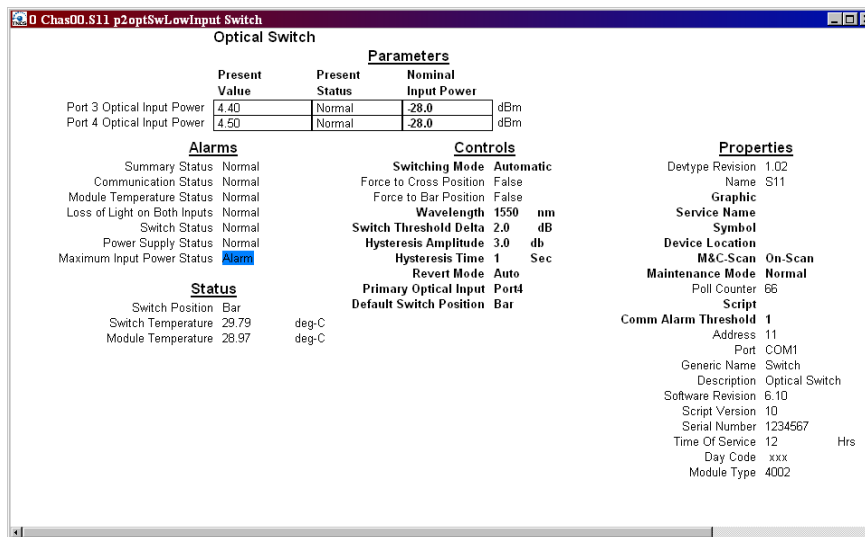 0 Chas00.S11 p2optSwLowInput Switch
Optical Switch
Parameters
Present Present Nominal
Value Status Input Power
Port 3 Optical Input Power 4.40 Normal -28.0 dBm
Port 4 Optical Input Power 4.50 Normal -28.0 dBm
Alarms
Summary Status Normal
Communication Status Normal
Module Temperature Status Normal
Loss of Light on Both Inputs Normal
Switch Status Normal
Power Supply Status Normal
Maximum Input Power Status Alarm
Status
Switch Position Bar
Switch Temperature 29.79 deg-C
Module Temperature 28.97 deg-C
Controls
Switching Mode Automatic
Force to Cross Position False
Force to Bar Position False
Wavelength 1550 nm
Switch Threshold Delta 2.0 dB
Hysteresis Amplitude 3.0 db
Hysteresis Time 1 Sec
Revert Mode Auto
Primary Optical Input Port4
Default Switch Position Bar
Properties
Devtype Revision 1.02
Name S11
Graphic
Service Name
Symbol
Device Location
M&C-Scan On-Scan
Maintenance Mode Normal
Poll Counter 66
Script
Comm Alarm Threshold 1
Address 11
Port COM1
Generic Name Switch
Description Optical Switch
Software Revision 6.10
Script Version 10
Serial Number 1234567
Time Of Service 12 Hrs
Day Code xxx
Module Type 4002